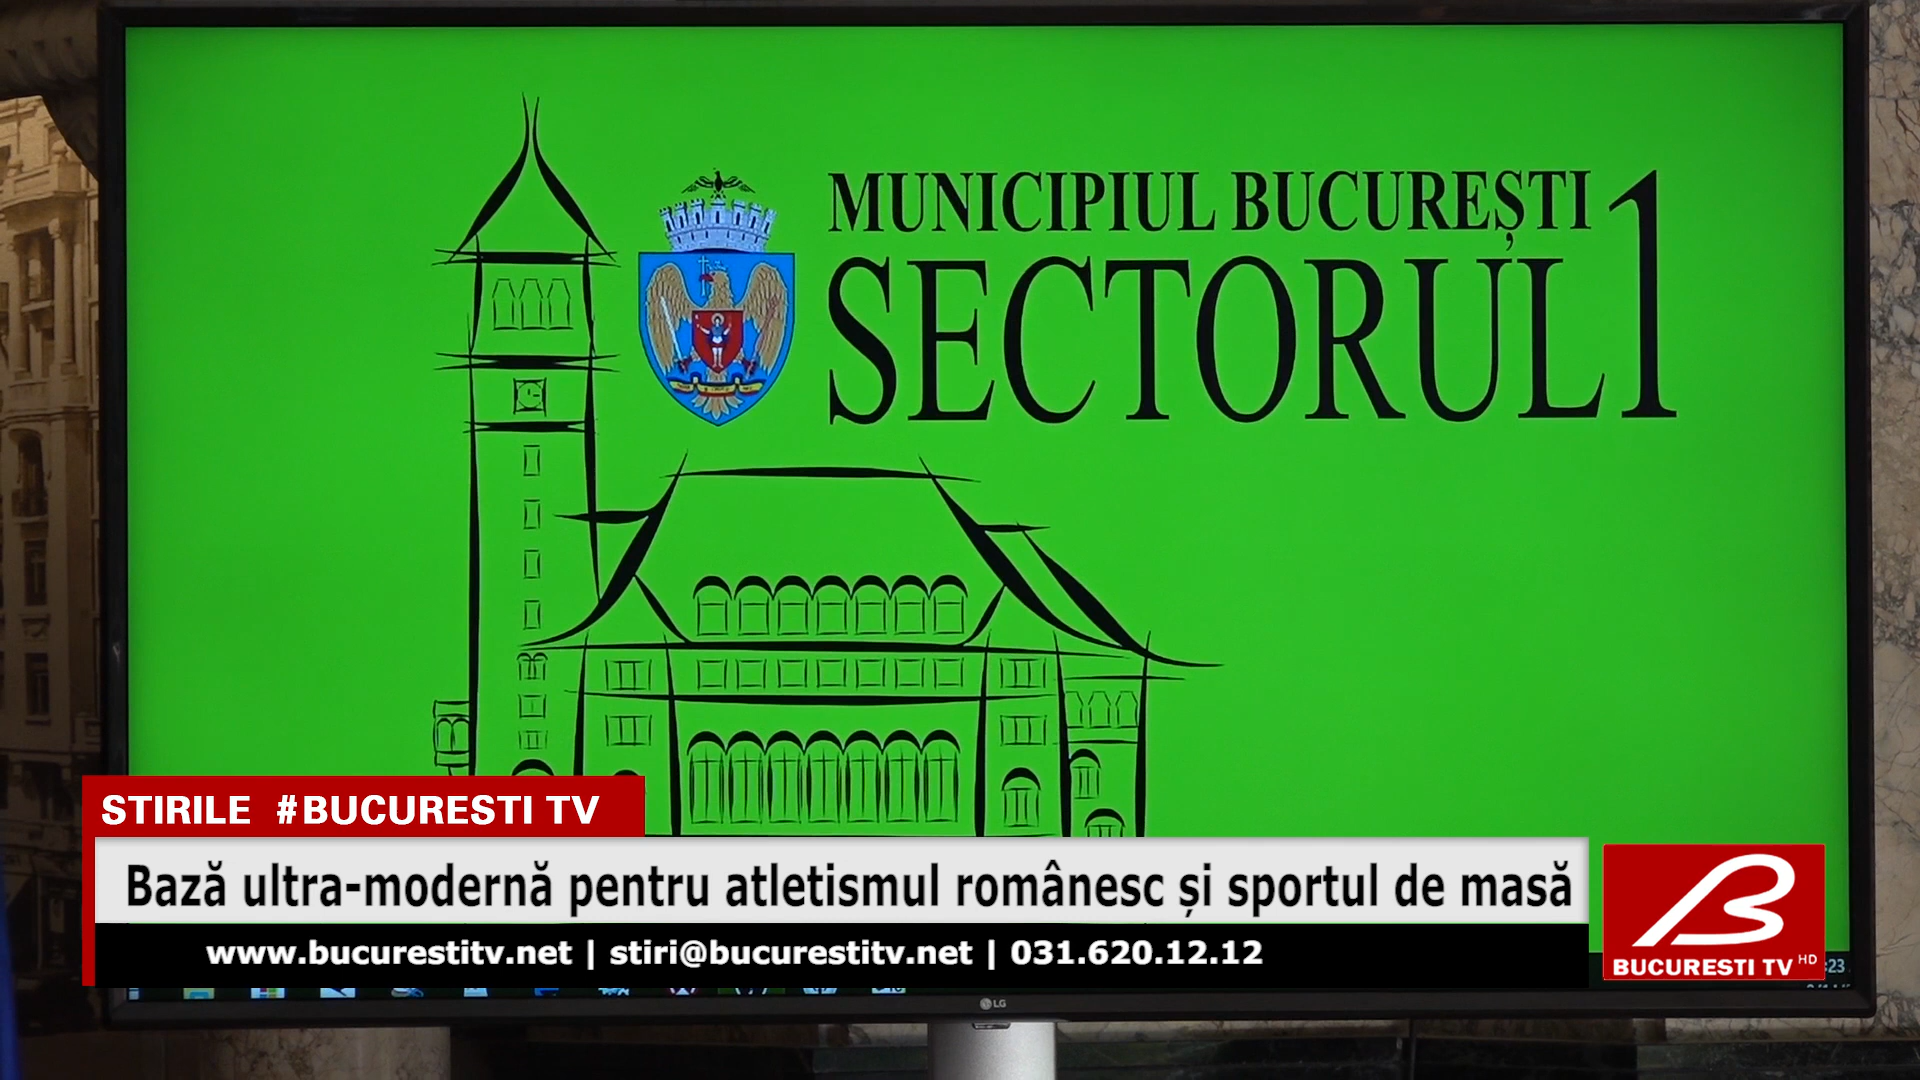 MUNICIPIUL BUCUREȘTI
SECTORUL 1
STIRILE #BUCURESTI TV
Bază ultra-modernă pentru atletismul românesc și sportul de masă
www.bucurestitv.net | stiri@bucurestitv.net | 031.620.12.12
BUCURESTI TV HD
:23
LG